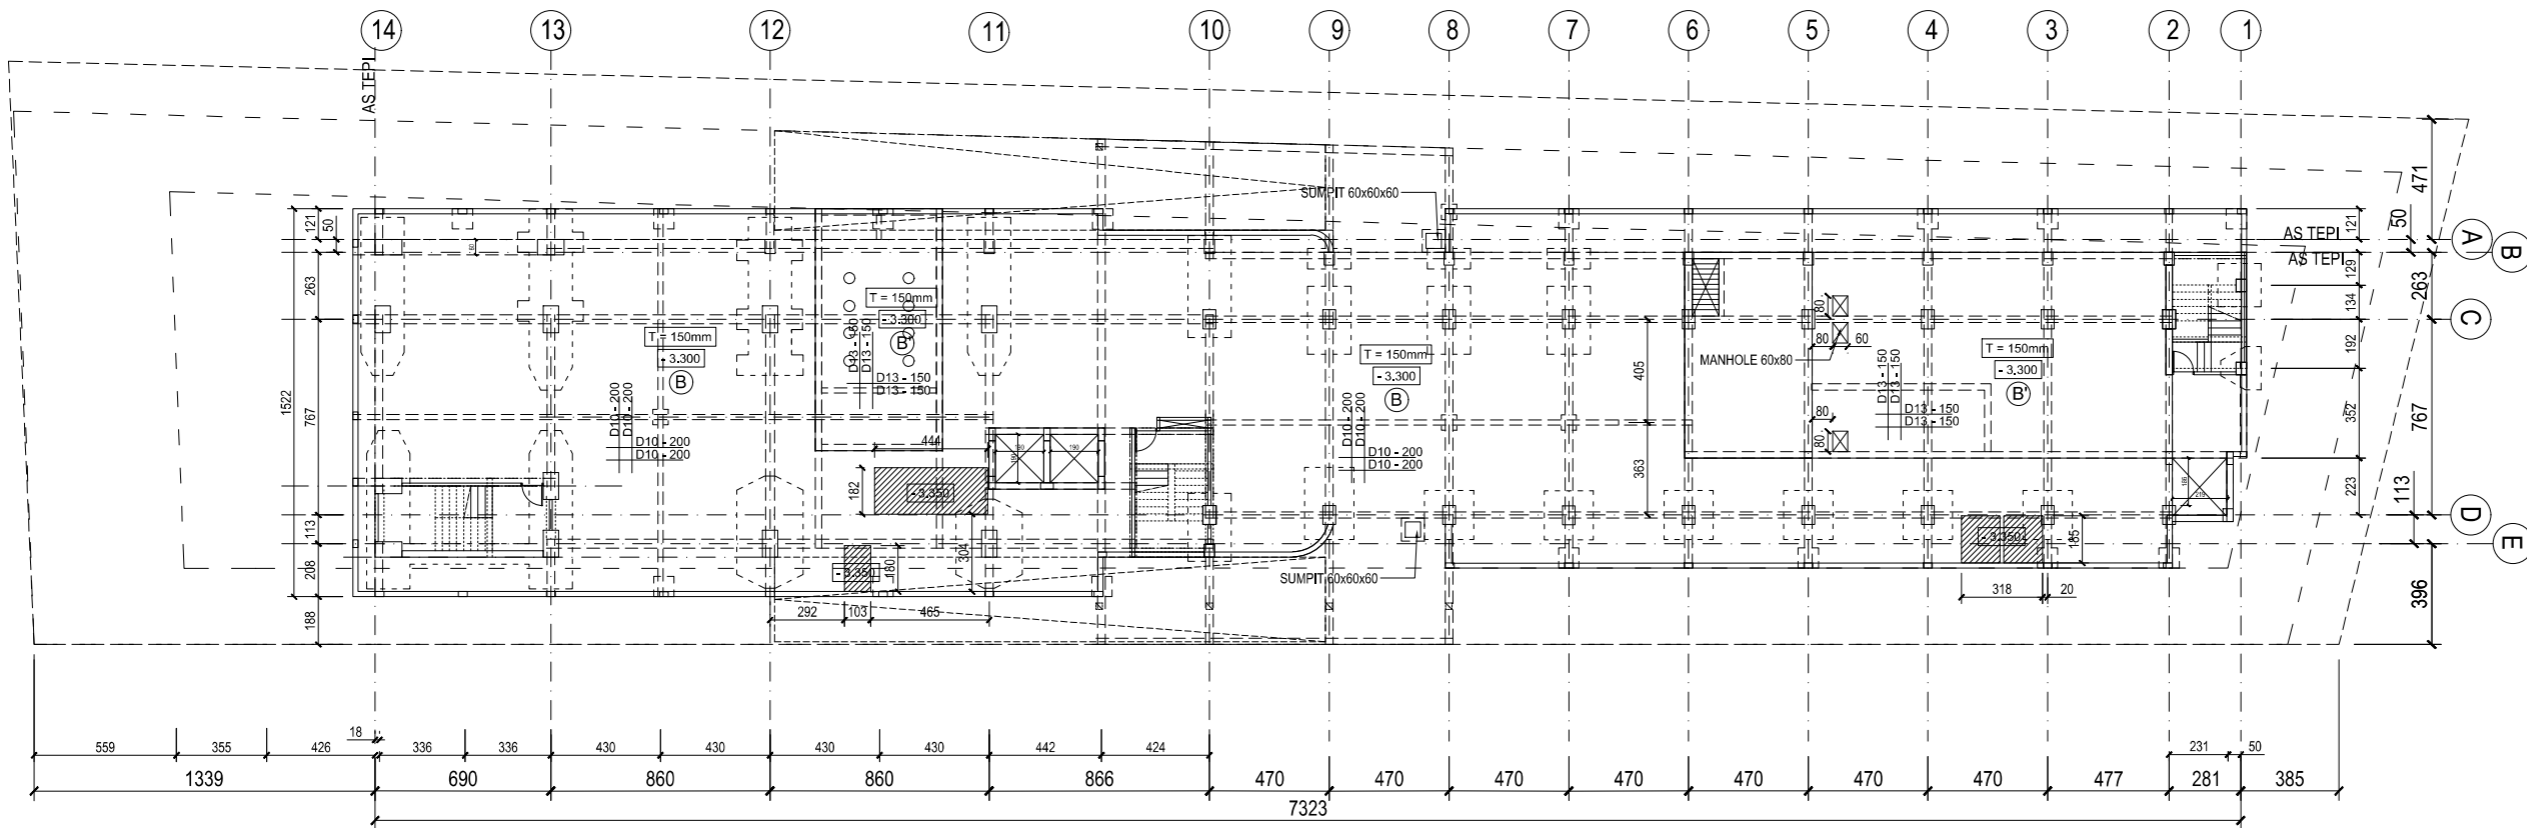 14
13
12
11
10
9
8
7
6
5
4
3
2
1
AS TEPI
SUMPIT 60x60x60
471
50
121
50
121
AS TEPI
A
B
AS TEPI
129
263
60
263
134
C
T = 150mm
- 3.300
D13 - 150
D13 - 150
D13 - 150
D13 - 150
T = 150mm
- 3.300
B
80
80
60
MANHOLE 60x80
T = 150mm
- 3.300
B
T = 150mm
- 3.300
B'
192
405
1522
767
D10 - 200
D10 - 200
D10 - 200
D10 - 200
D10 - 200
D10 - 200
D10 - 200
D10 - 200
D13 - 150
D13 - 150
D13 - 150
D13 - 150
80
80
352
767
444
190
182
- 3.350
363
223
113
219
D
113
304
- 3.350
185
E
208
- 3.350
180
SUMPIT 60x60x60
396
188
292
103
465
318
20
559
355
426
18
336
336
430
430
430
430
442
424
231
50
1339
690
860
860
866
470
470
470
470
470
470
470
477
281
385
7323